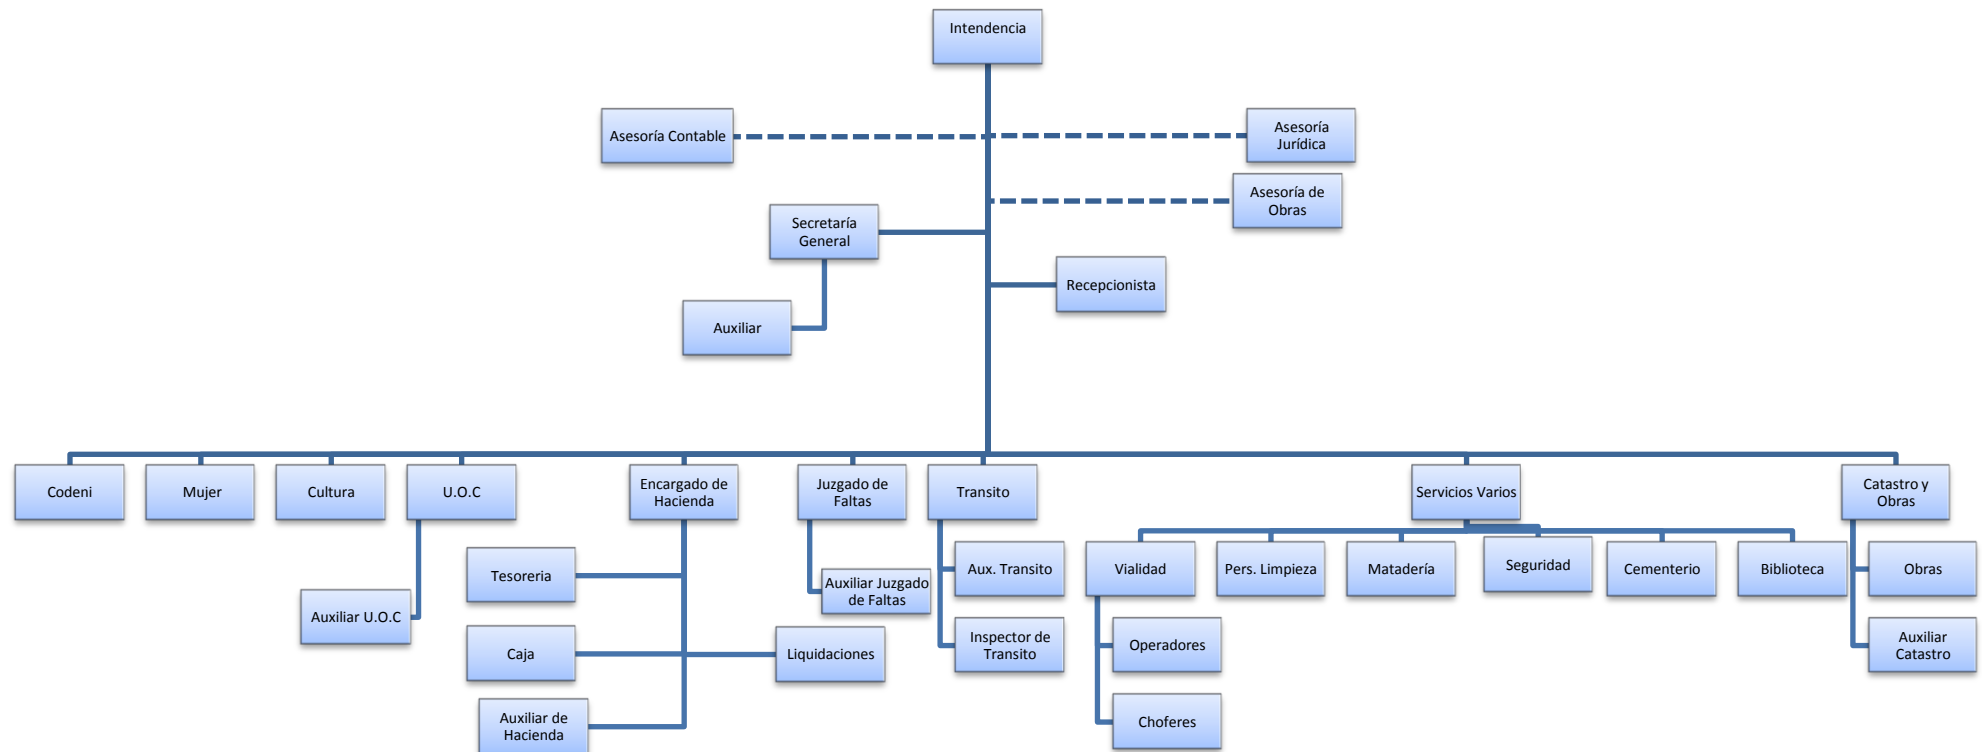 Intendencia
Asesoría Contable
Asesoría
Jurídica
Asesoría de
Obras
Secretaría
General
Recepcionista
Auxiliar
Codeni
Mujer
Cultura
U.O.C
Encargado de
Hacienda
Juzgado de
Faltas
Transito
Servicios Varios
Catastro y
Obras
Tesoreria
Auxiliar Juzgado
de Faltas
Aux. Transito
Vialidad
Pers. Limpieza
Matadería
Seguridad
Cementerio
Biblioteca
Obras
Auxiliar U.O.C
Caja
Liquidaciones
Inspector de
Transito
Operadores
Auxiliar
Catastro
Auxiliar de
Hacienda
Choferes